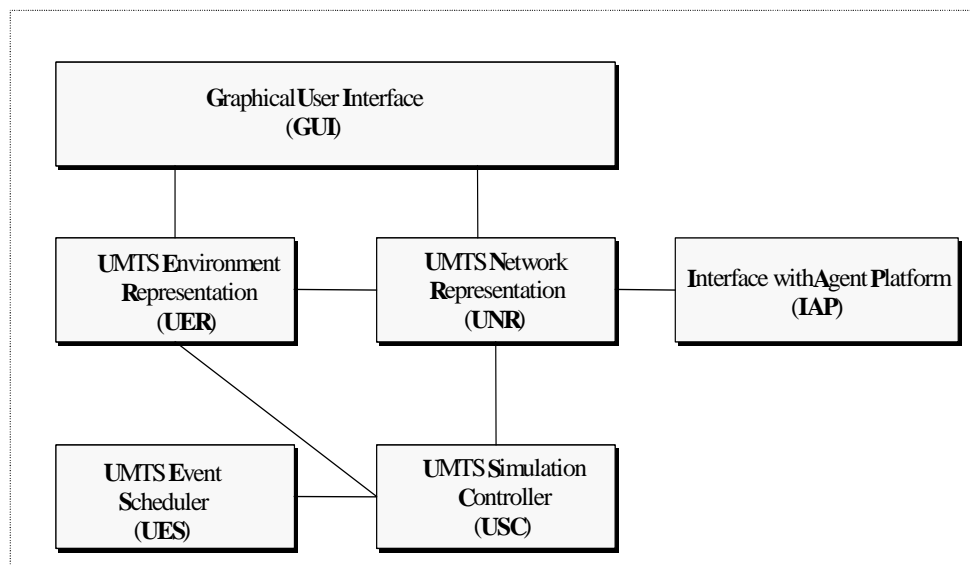 Graphical User Interface
(GUI)
UMTS Environment
Representation
(UER)
UMTS Network
Representation
(UNR)
Interface with Agent Platform
(IAP)
UMTS Event
Scheduler
(UES)
UMTS Simulation
Controller
(USC)